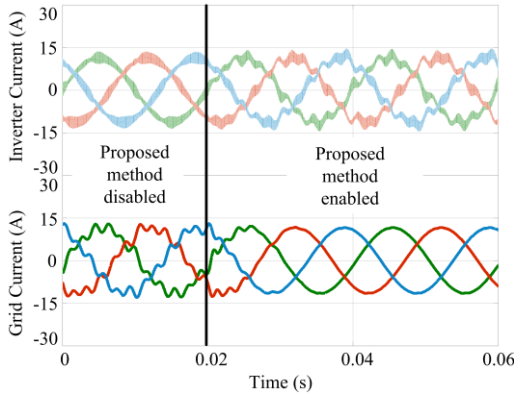 Inverter Current (A)
30
15
0
-15
-30
Proposed
method
disabled
Proposed
method
enabled
Grid Current (A)
30
15
0
-15
-30
0
0.02
0.04
0.06
Time (s)